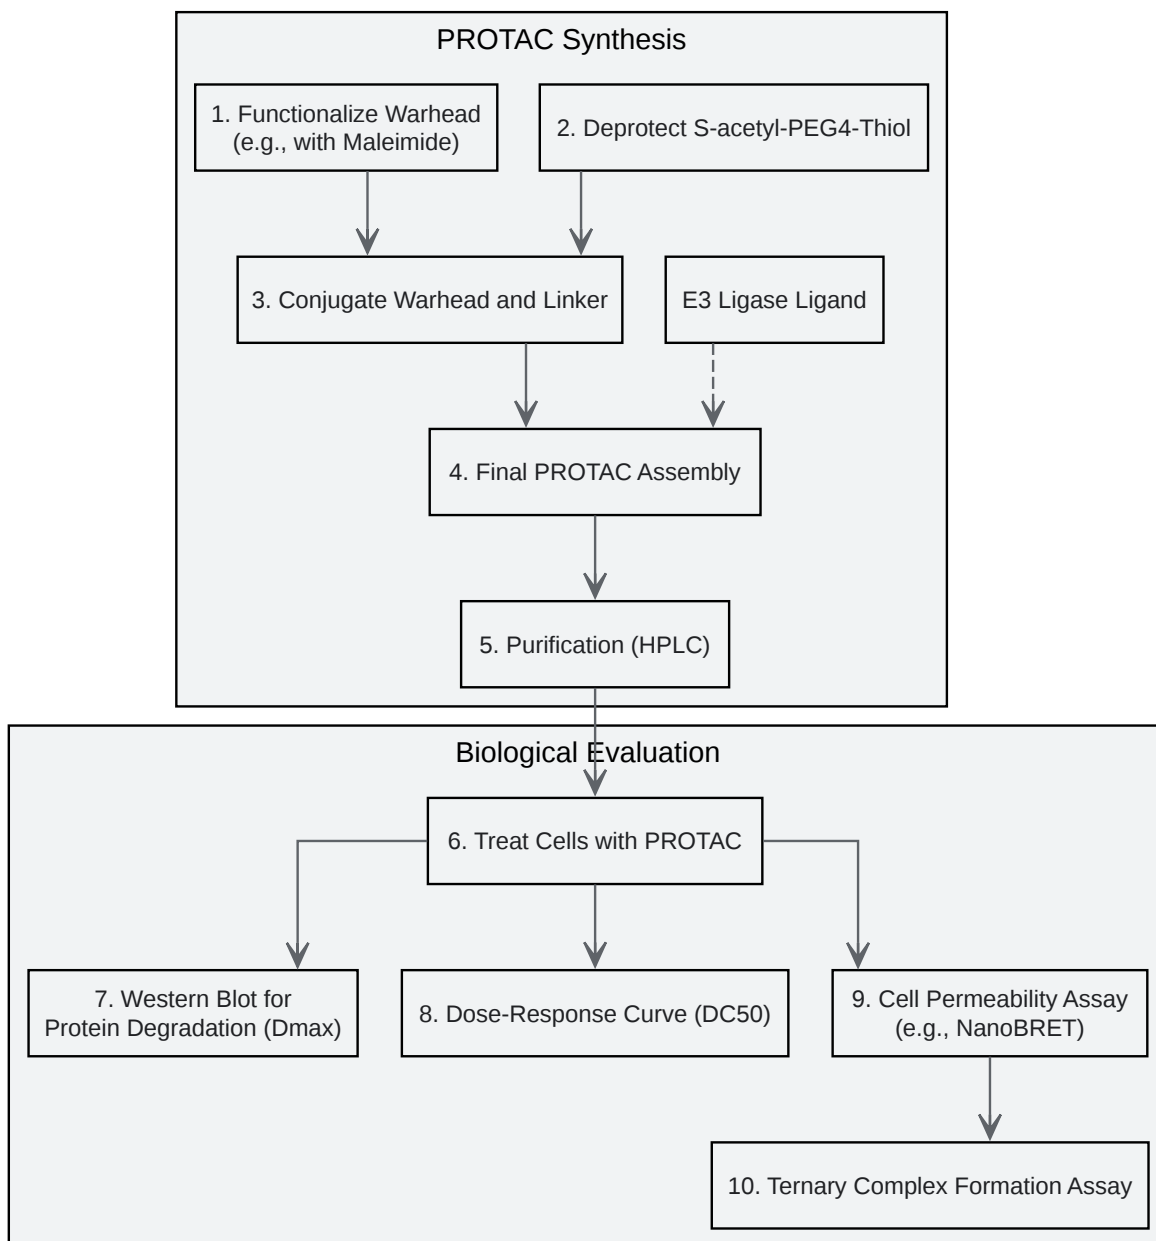 PROTAC Synthesis
1. Functionalize Warhead
(e.g., with Maleimide)
2. Deprotect S-acetyl-PEG4-Thiol
3. Conjugate Warhead and Linker
E3 Ligase Ligand
4. Final PROTAC Assembly
5. Purification (HPLC)
Biological Evaluation
6. Treat Cells with PROTAC
7. Western Blot for
Protein Degradation (Dmax)
8. Dose-Response Curve (DC50)
9. Cell Permeability Assay
(e.g., NanoBRET)
10. Ternary Complex Formation Assay